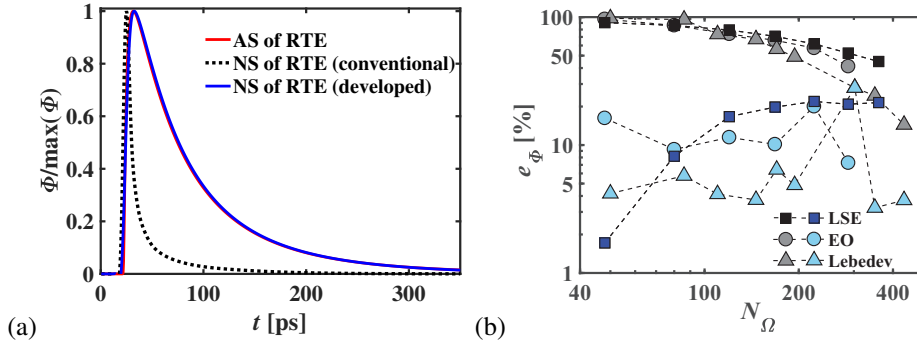 (a)
Φ/max(Φ)
1
0.8
0.6
0.4
0.2
0
AS of RTE
NS of RTE (conventional)
NS of RTE (developed)
0 100 200 300
t [ps]
(b)
e_Φ [%]
100
50
10
5
1
LSE
EO
Lebedev
40 100 200 400
N_Ω